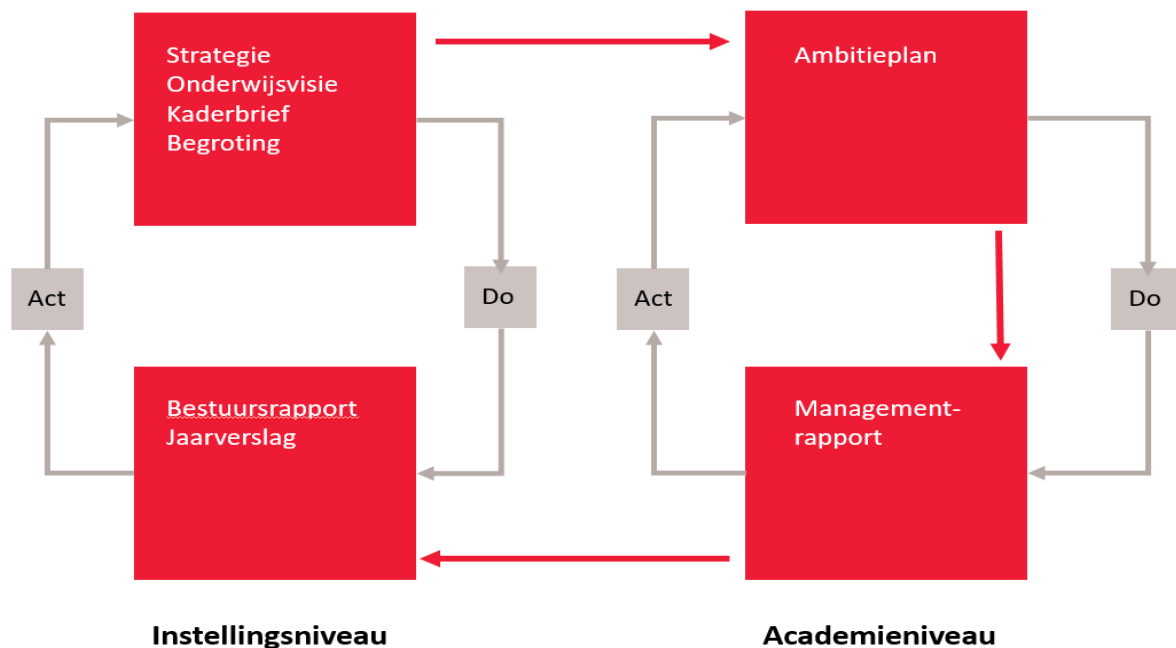 Strategie
Onderwijsvisie
Kaderbrief
Begroting
Ambitieplan
Act
Do
Act
Do
Bestuursrapport
Jaarverslag
Management-
rapport
Instellingsniveau
Academieniveau